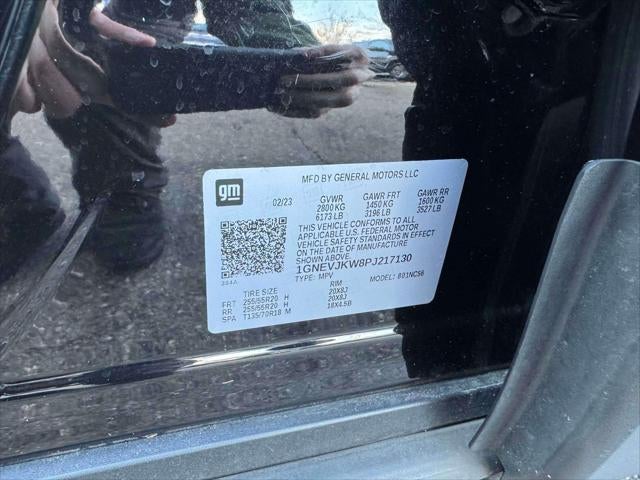 gm
MFD BY GENERAL MOTORS LLC
02/23 GVWR GAWR FRT GAWR RR
2800 KG 1450 KG 1600 KG
6173 LB 3196 LB 3527 LB
THIS VEHICLE CONFORMS TO ALL
APPLICABLE U.S. FEDERAL MOTOR
VEHICLE SAFETY STANDARDS IN EFFECT
ON THE DATE OF MANUFACTURE
SHOWN ABOVE.
1GNEVJKW8PJ217130
TYPE: MPV MODEL: 801NC56
TIRE SIZE RIM
FRT 255/55R20 H 20X8J
RR 255/55R20 H 20X8J
SPA T135/70R18 M 18X4.5B